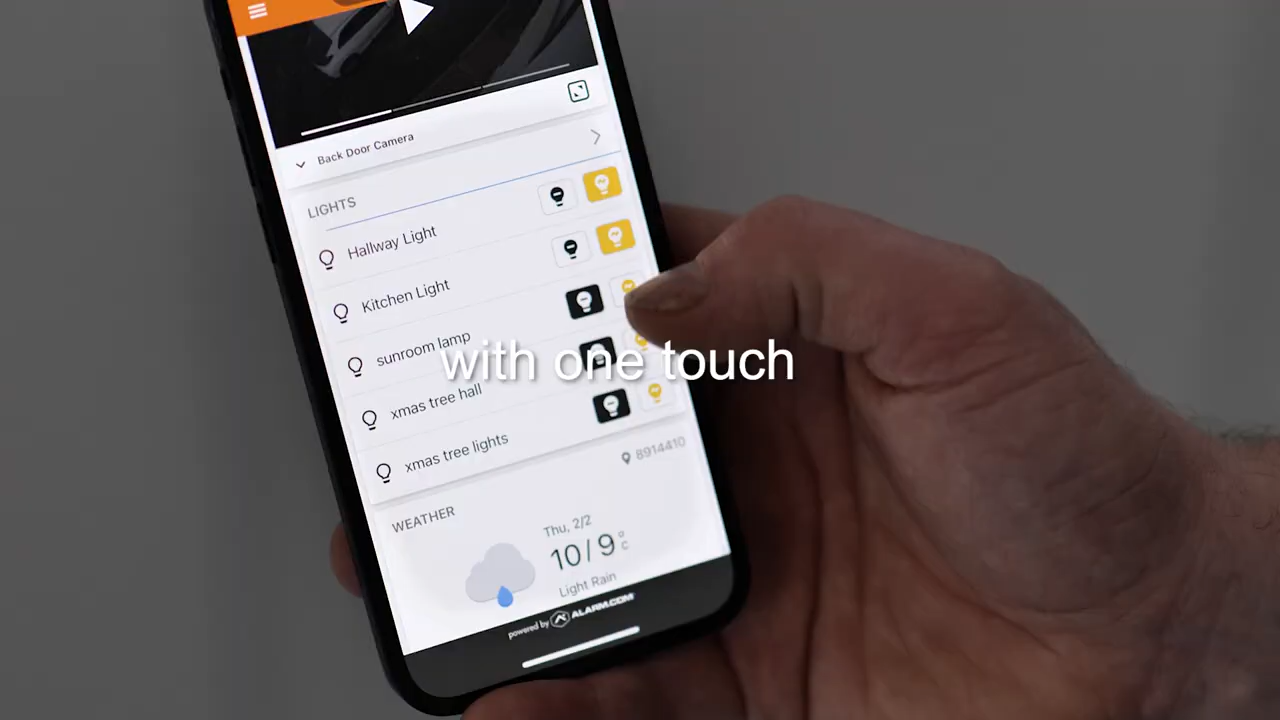 Back Door Camera
LIGHTS
Hallway Light
Kitchen Light
sunroom lamp
xmas tree hall
xmas tree lights
with one touch
8914410
WEATHER
Thu, 2/2
10/9 °C
Light Rain
powered by ALARM.COM